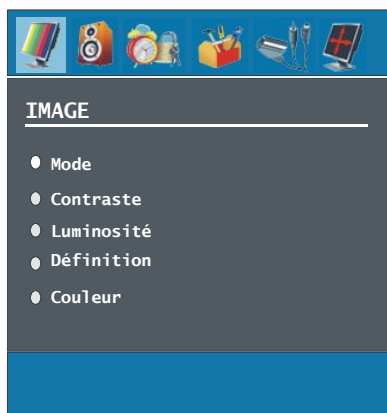 IMAGE
Mode
Contraste
Luminosité
Définition
Couleur